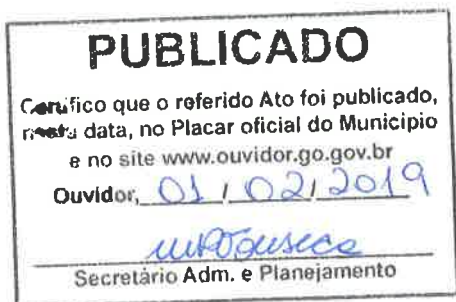 PUBLICADO
Certifico que o referido Ato foi publicado,
nesta data, no Placar oficial do Municipio
e no site www.ouvidor.go.gov.br
Ouvidor, 01 / 02 / 2019
Secretário Adm. e Planejamento